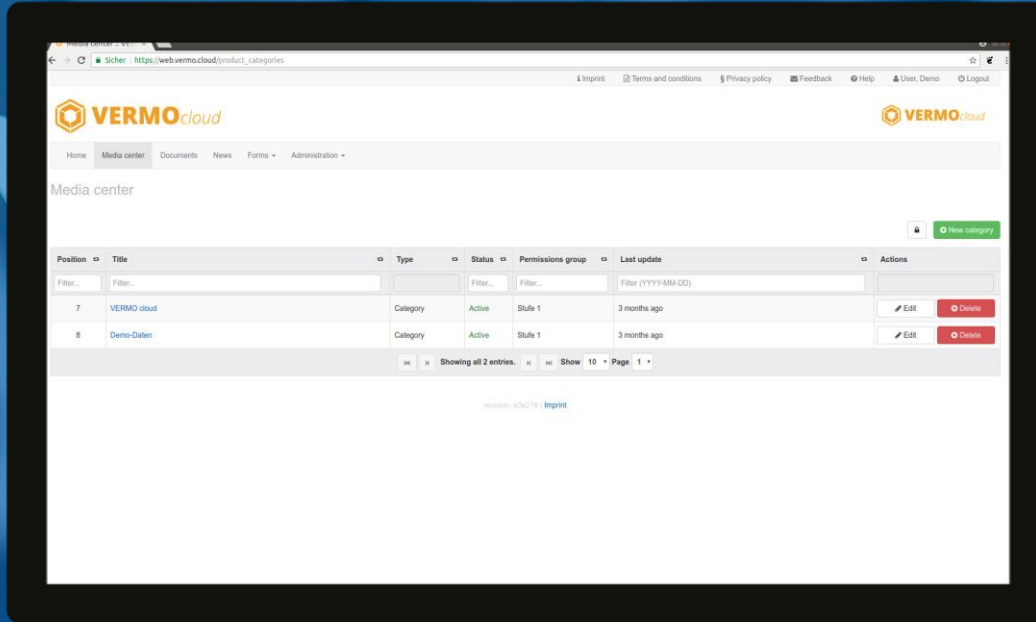 Media center :: VER
Sicher https://web.vermo.cloud/product_categories
Imprint Terms and conditions § Privacy policy Feedback Help User, Demo Logout
VERMOcloud VERMOcloud
Home Media center Documents News Forms Administration
Media center
New category
Position Title Type Status Permissions group Last update Actions
Filter... Filter... Filter... Filter... Filter (YYYY-MM-DD)
7 VERMO cloud Category Active Stufe 1 3 months ago Edit Delete
8 Demo-Daten Category Active Stufe 1 3 months ago Edit Delete
Showing all 2 entries. Show 10 Page 1
revision: | Imprint